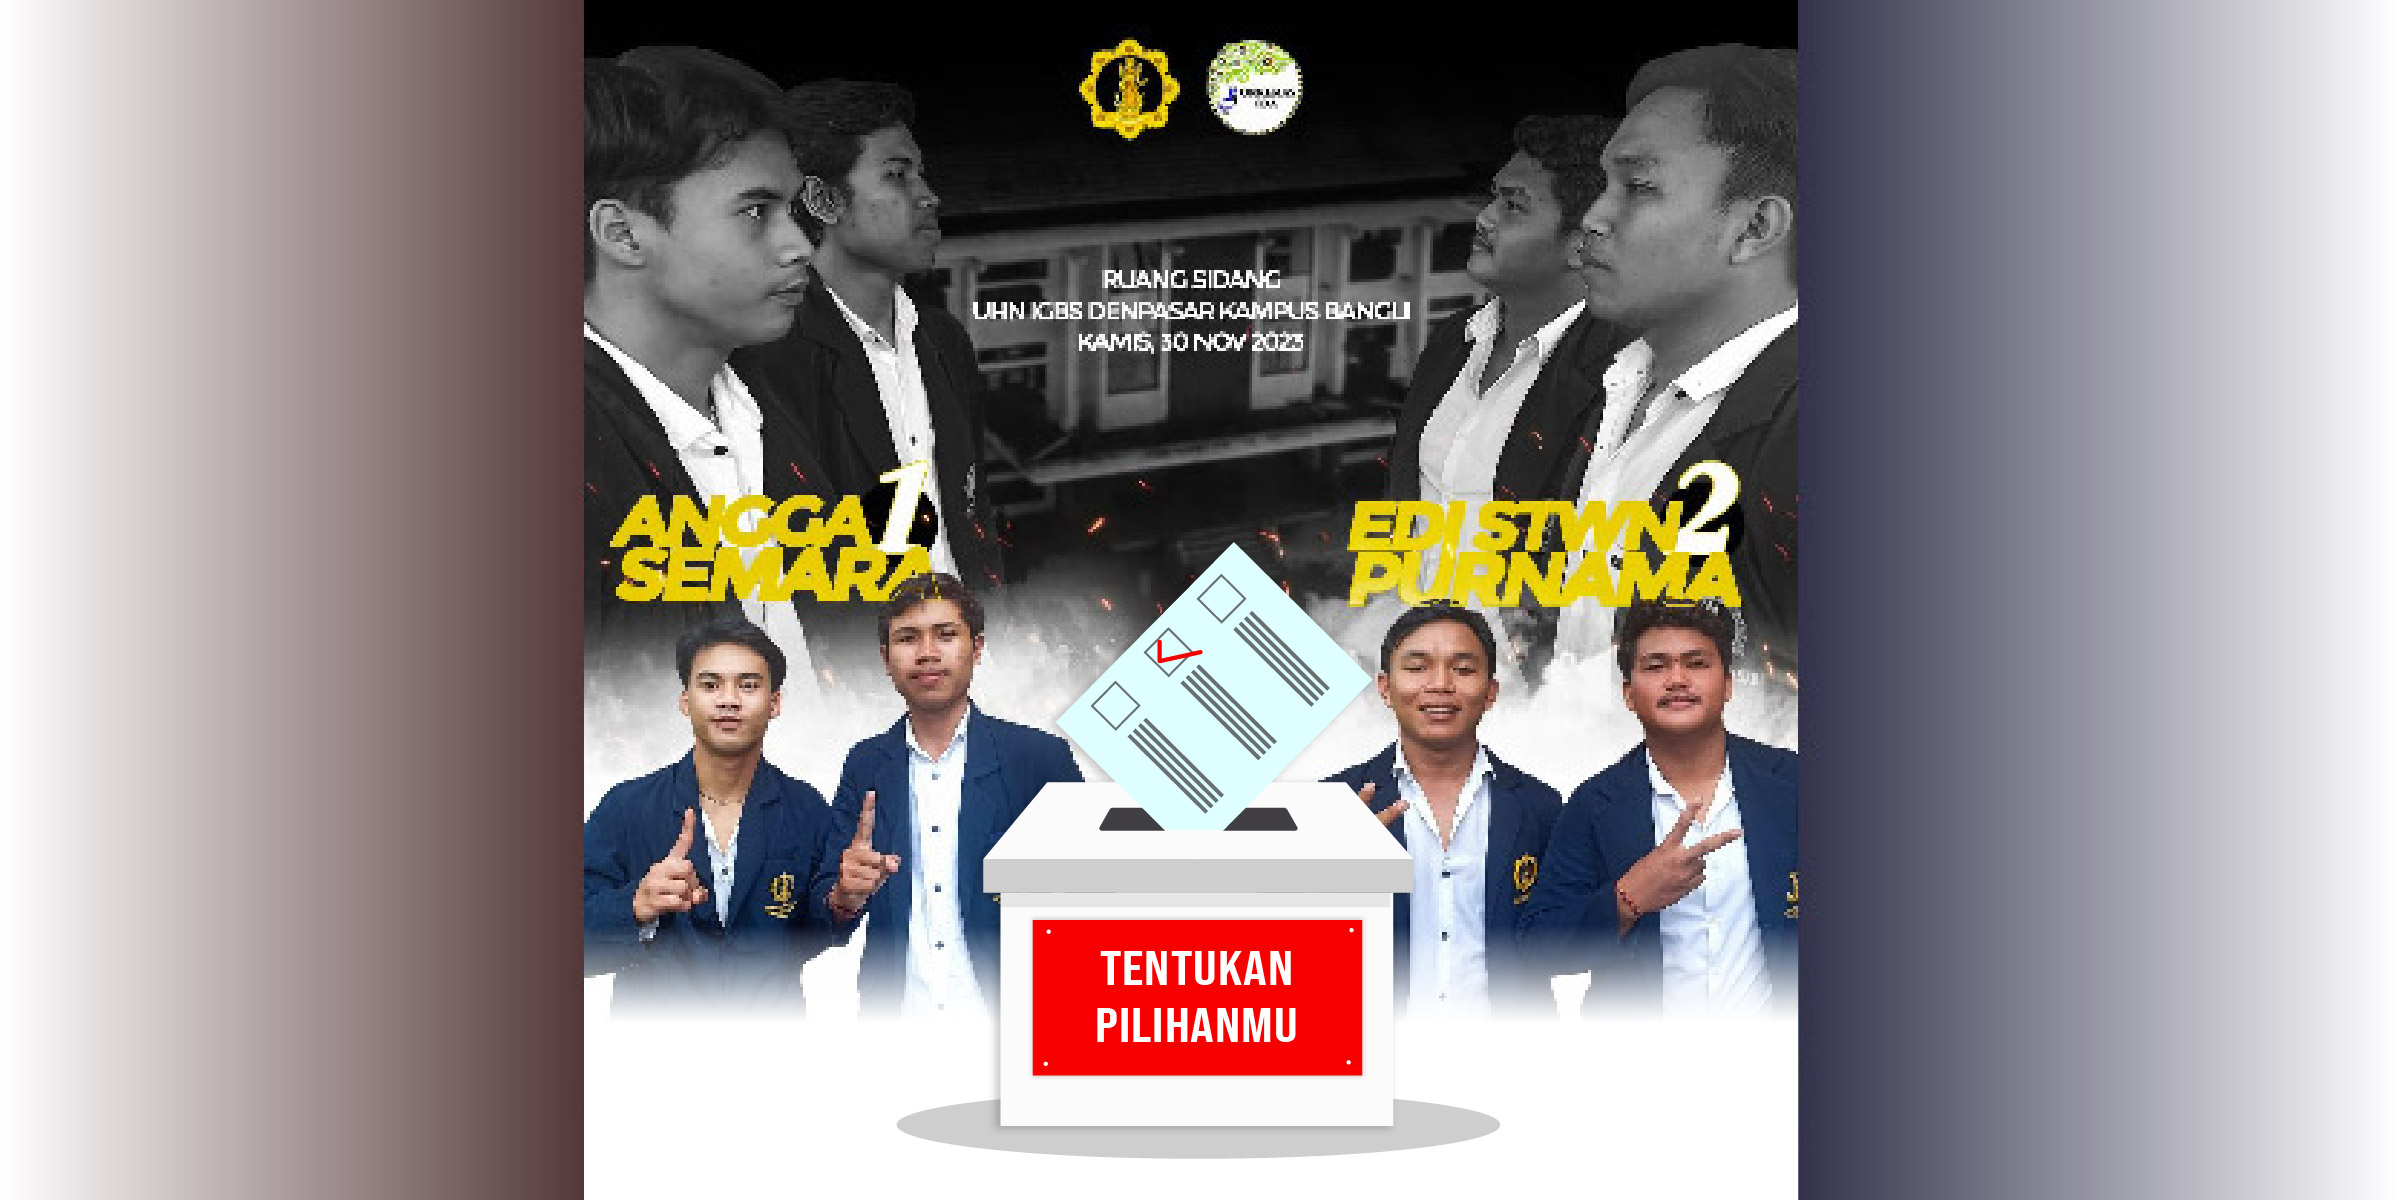 RUANG SIDANG
UHN IGBS DENPASAR KAMPUS BANGLI
KAMIS, 30 NOV 2023
ANGGA 1
SEMARA
EDI STWN 2
PURNAMA
TENTUKAN
PILIHANMU